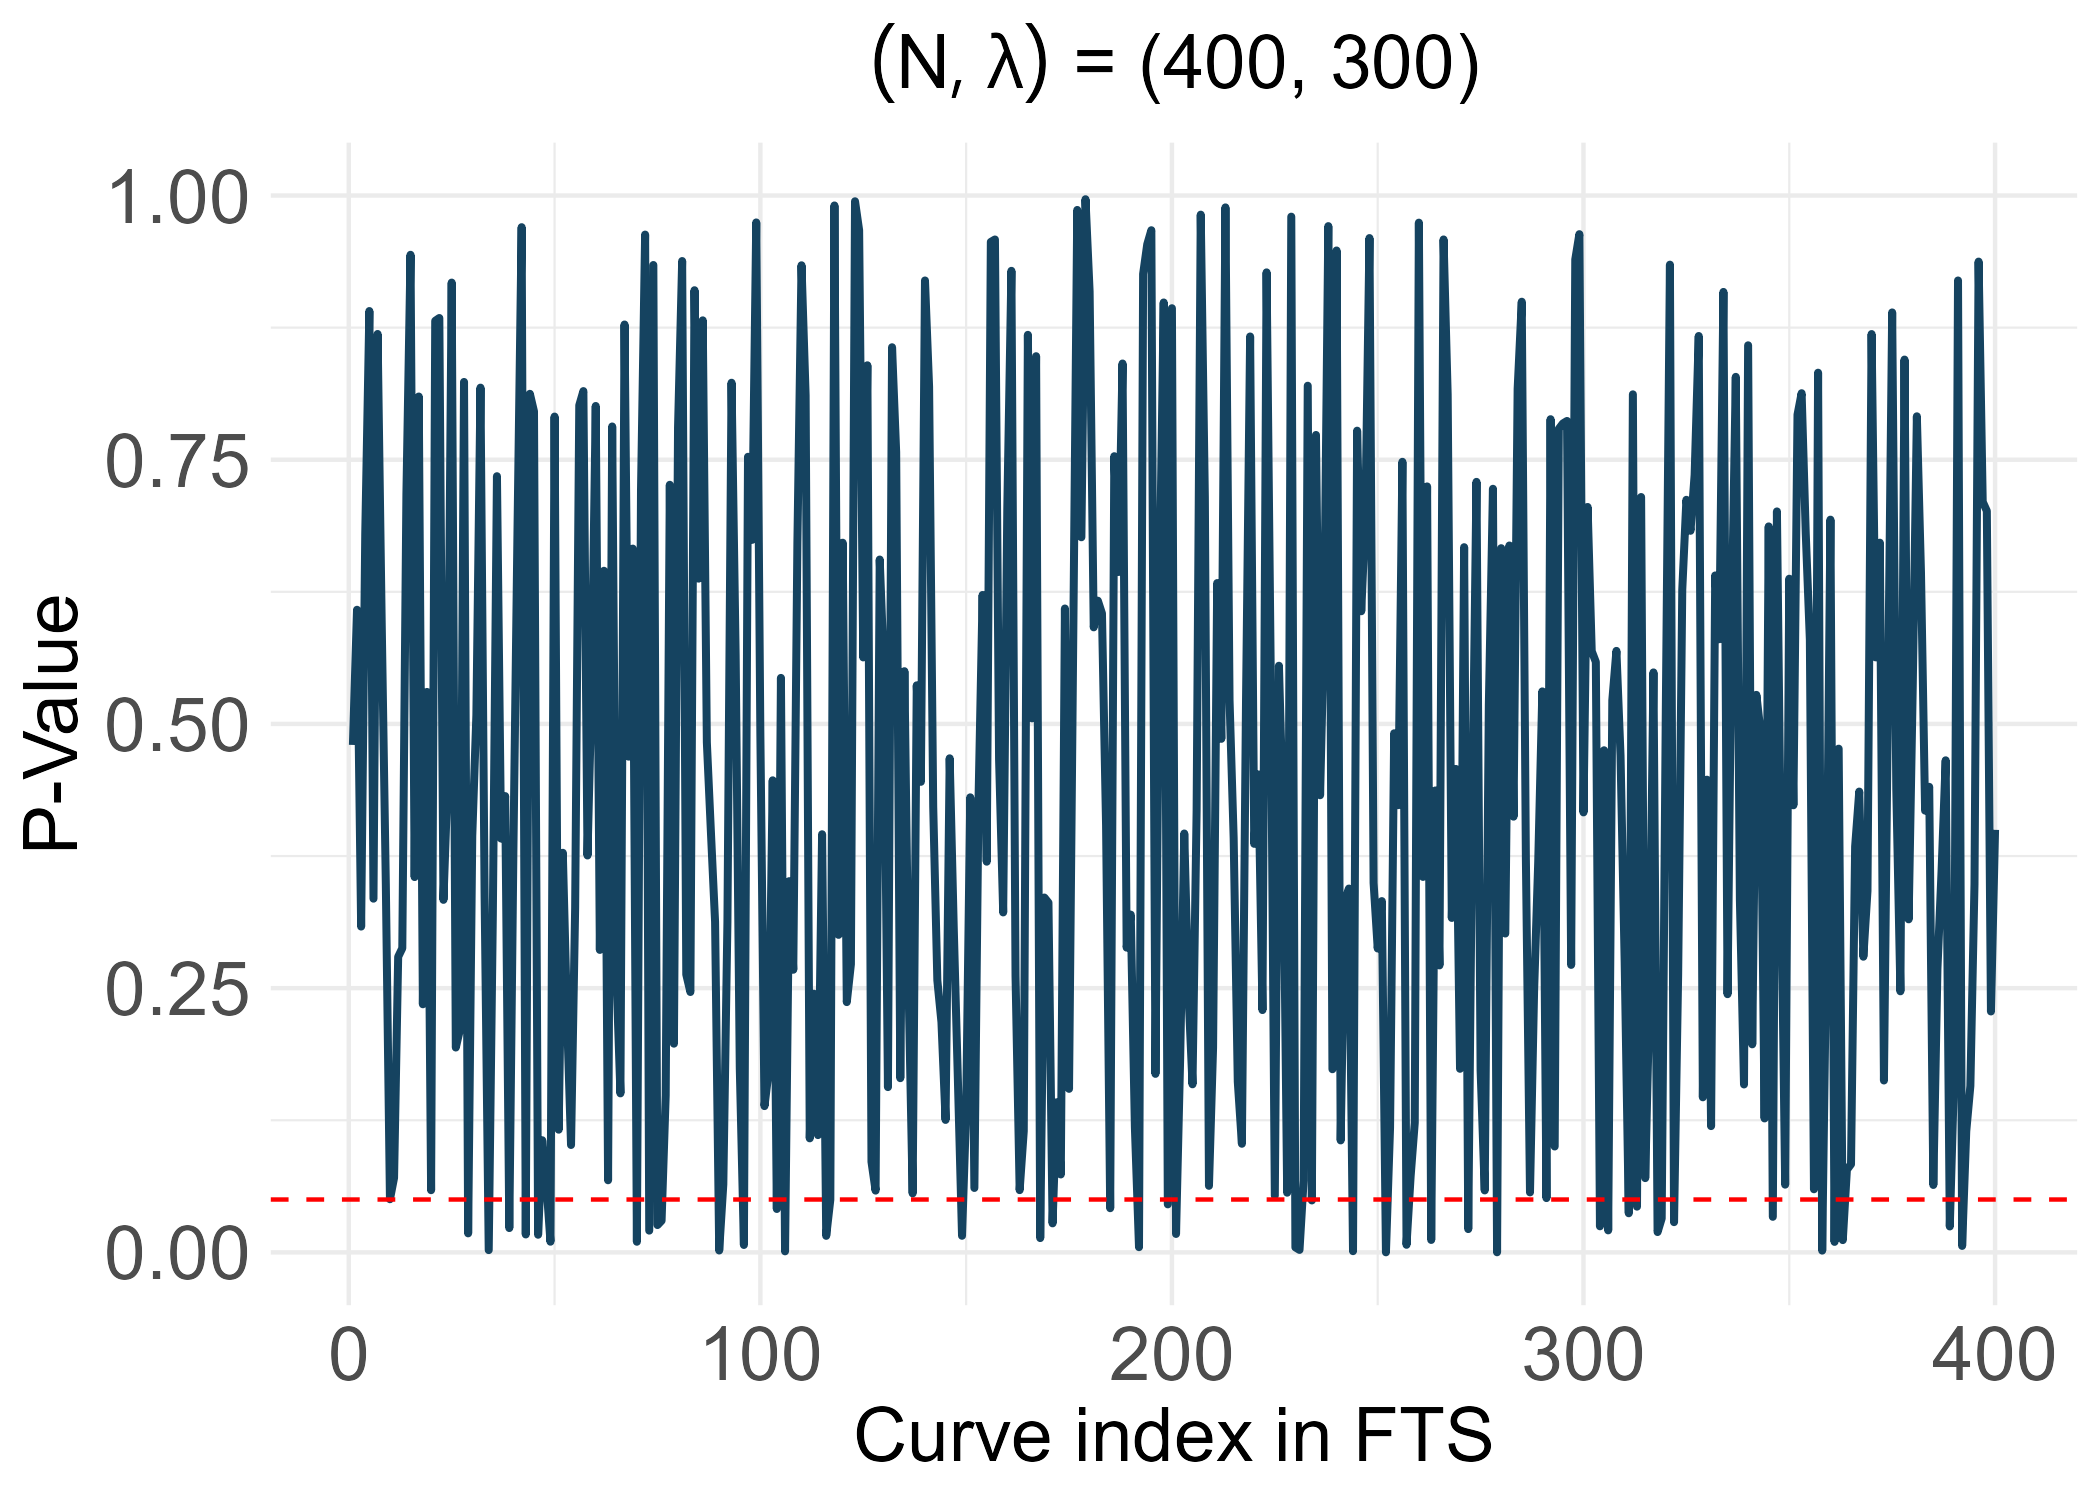 (N, λ) = (400, 300)
1.00
0.75
0.50
0.25
0.00
P-Value
0 100 200 300 400
Curve index in FTS